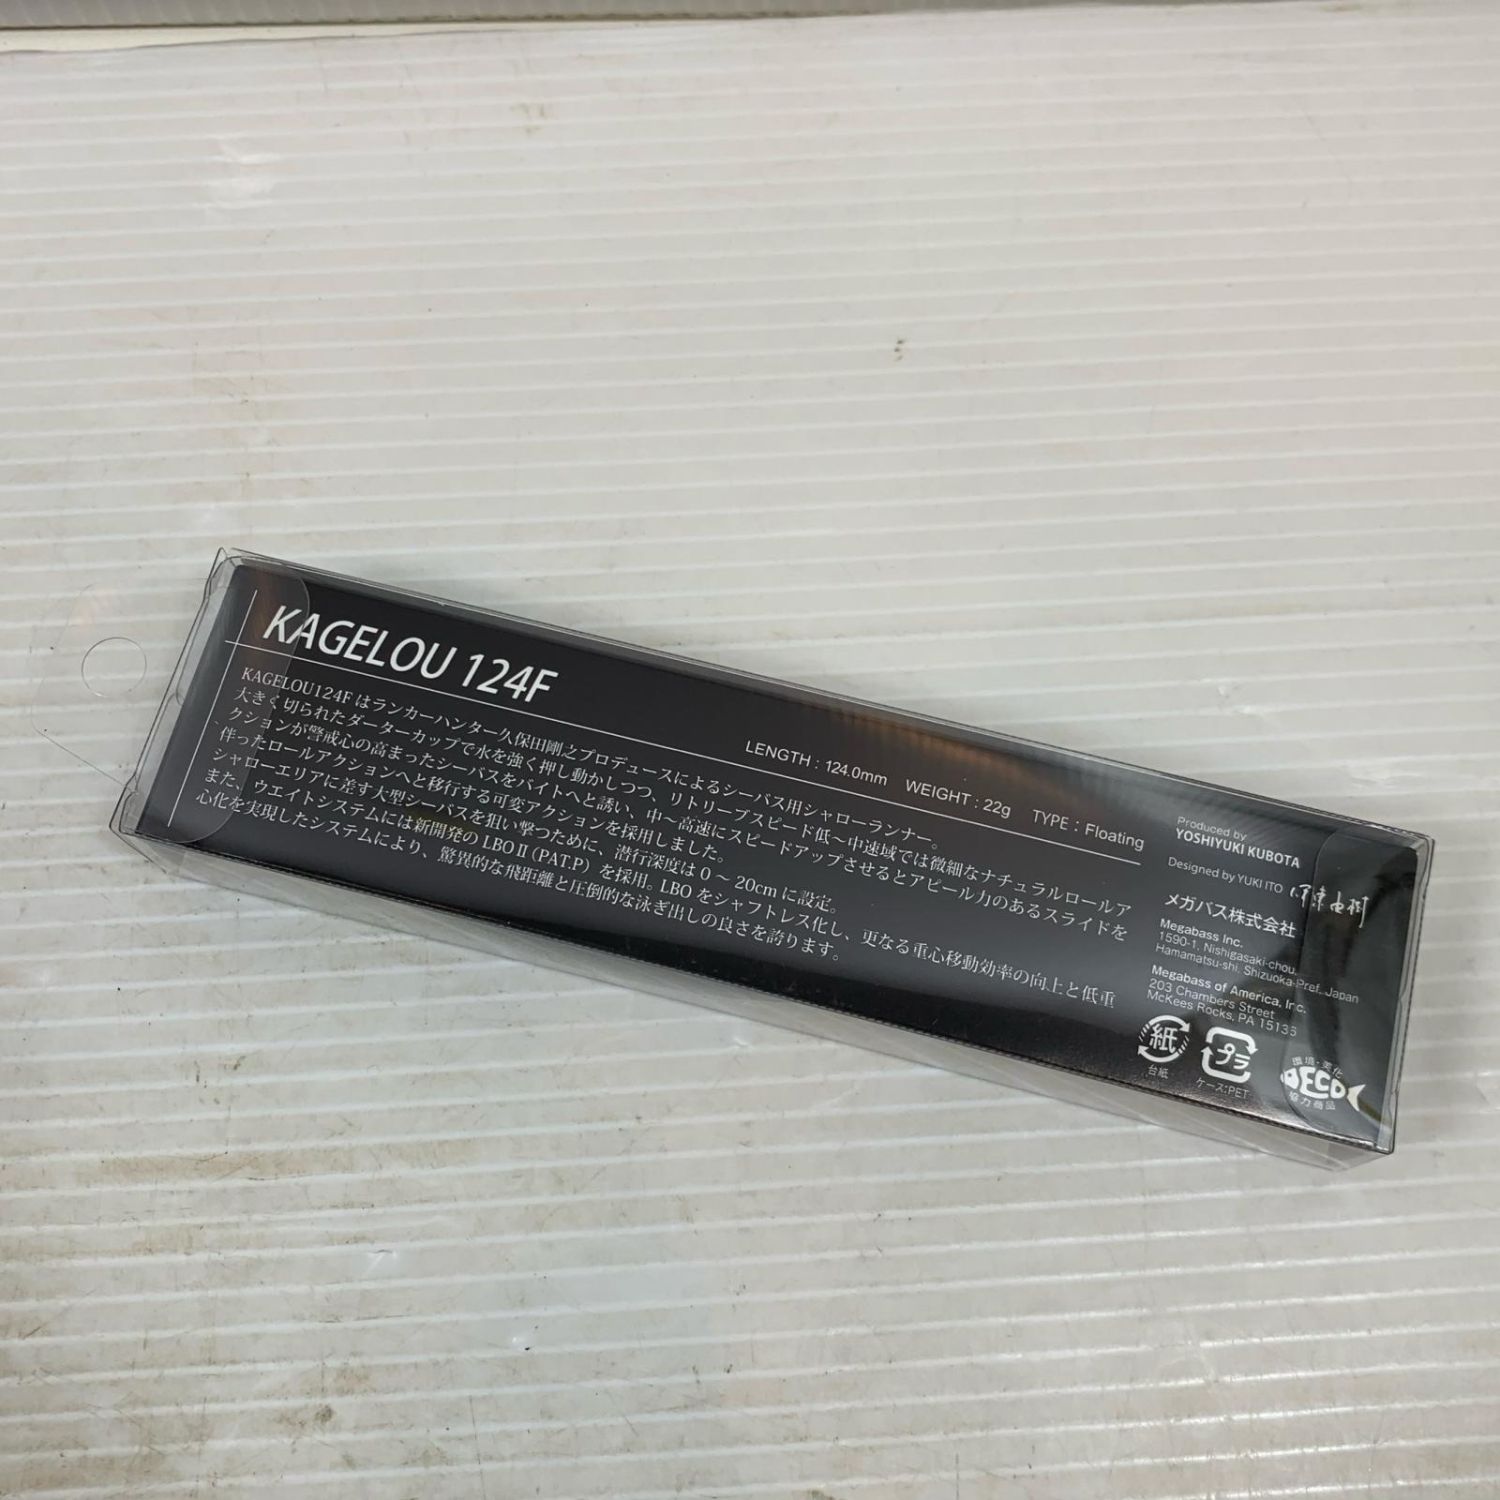 KAGELOU 124F
LENGTH : 124.0mm WEIGHT : 22g TYPE : Floating
KAGELOU124F はランカーハンター久保田剛之プロデュースによるシーバス用シャローランナー。
大きく切られたダーターカップで水を強く押し動かしつつ、リトリーブスピード低～中速域では微細なナチュラルロールア
クションが警戒心の高まったシーバスをバイトへと誘い、中～高速にスピードアップさせるとアピール力のあるスライドを
伴ったロールアクションへと移行する可変アクションを採用しました。
シャローエリアに差す大型シーバスを狙い撃つために、潜行深度は 0 ～ 20cm に設定。
また、ウエイトシステムには新開発の LBO II (PAT.P) を採用。LBO をシャフトレス化し、更なる重心移動効率の向上と低重
心化を実現したシステムにより、驚異的な飛距離と圧倒的な泳ぎ出しの良さを誇ります。
Produced by
YOSHIYUKI KUBOTA
Designed by YUKI ITO 伊東由樹
メガバス株式会社
Megabass Inc.
1590-1, Nishigasaki-chou,
Hamamatsu-shi, Shizuoka-Pref. Japan
Megabass of America, Inc.
203 Chambers Street
McKees Rocks, PA 15136
紙
台紙
プラ
ケース:PET
環境・美化
ECO
協力商品